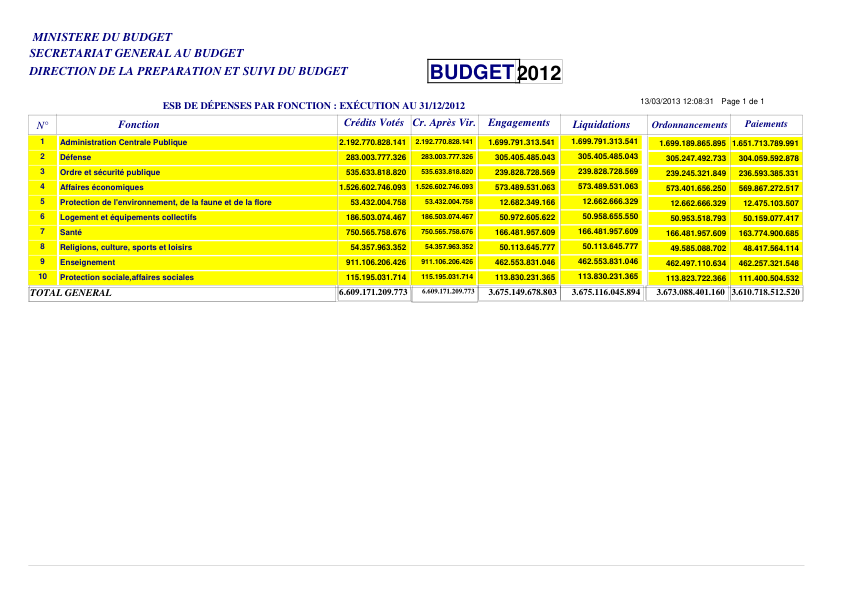 MINISTERE DU BUDGET
SECRETARIAT GENERAL AU BUDGET
DIRECTION DE LA PREPARATION ET SUIVI DU BUDGET
BUDGET 2012
13/03/2013 12:08:31 Page 1 de 1
ESB DE DÉPENSES PAR FONCTION : EXÉCUTION AU 31/12/2012
N° Fonction Crédits Votés Cr. Après Vir. Engagements Liquidations Ordonnancements Paiements
1 Administration Centrale Publique 2.192.770.828.141 2.192.770.828.141 1.699.791.313.541 1.699.791.313.541 1.699.189.865.895 1.651.713.789.991
2 Défense 283.003.777.326 283.003.777.326 305.405.485.043 305.405.485.043 305.247.492.733 304.059.592.878
3 Ordre et sécurité publique 535.633.818.820 535.633.818.820 239.828.728.569 239.828.728.569 239.245.321.849 236.593.385.331
4 Affaires économiques 1.526.602.746.093 1.526.602.746.093 573.489.531.063 573.489.531.063 573.401.656.250 569.867.272.517
5 Protection de l'environnement, de la faune et de la flore 53.432.004.758 53.432.004.758 12.682.349.166 12.662.666.329 12.662.666.329 12.475.103.507
6 Logement et équipements collectifs 186.503.074.467 186.503.074.467 50.972.605.622 50.958.655.550 50.953.518.793 50.159.077.417
7 Santé 750.565.758.676 750.565.758.676 166.481.957.609 166.481.957.609 166.481.957.609 163.774.900.685
8 Religions, culture, sports et loisirs 54.357.963.352 54.357.963.352 50.113.645.777 50.113.645.777 49.585.088.702 48.417.564.114
9 Enseignement 911.106.206.426 911.106.206.426 462.553.831.046 462.553.831.046 462.497.110.634 462.257.321.548
10 Protection sociale,affaires sociales 115.195.031.714 115.195.031.714 113.830.231.365 113.830.231.365 113.823.722.366 111.400.504.532
TOTAL GENERAL 6.609.171.209.773 6.609.171.209.773 3.675.149.678.803 3.675.116.045.894 3.673.088.401.160 3.610.718.512.520